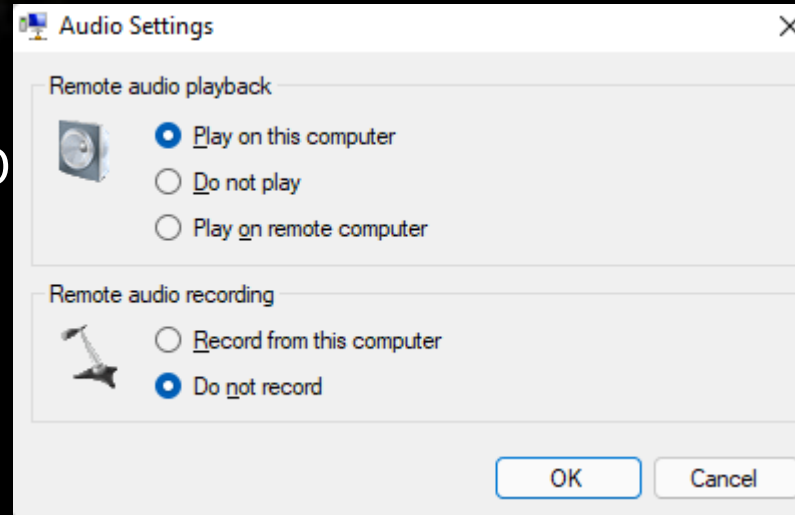 Audio Settings
Remote audio playback
Play on this computer
Do not play
Play on remote computer
Remote audio recording
Record from this computer
Do not record
OK Cancel